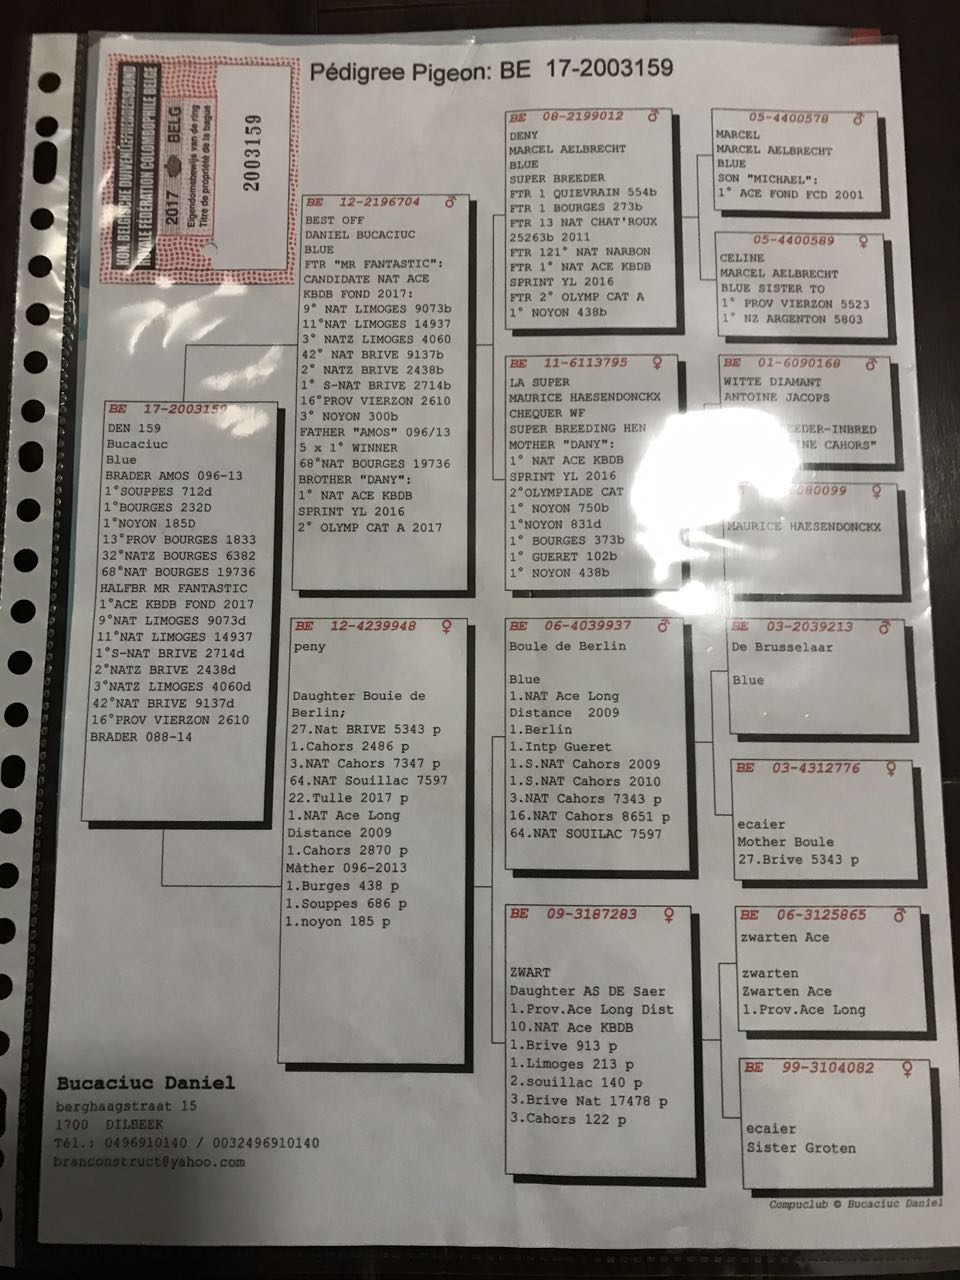 Pédigree Pigeon: BE 17-2003159
KON.BELGISCHE DUIVENLIEFHEBBERSBOND
ROYALE FEDERATION COLOMBOPHILE BELGE
2017 BELG
Eigendomsbewijs van de ring
Titre de propriété de la bague
2003159
BE 17-2003159
DEN 159
Bucaciuc
Blue
BRADER AMOS 096-13
1°SOUPPES 712d
1°BOURGES 232D
1°NOYON 185D
13°PROV BOURGES 1833
32°NATZ BOURGES 6382
68°NAT BOURGES 19736
HALFBR MR FANTASTIC
1°ACE KBDB FOND 2017
9°NAT LIMOGES 9073d
11°NAT LIMOGES 14937
1°S-NAT BRIVE 2714d
2°NATZ BRIVE 2438d
3°NATZ LIMOGES 4060d
42°NAT BRIVE 9137d
16°PROV VIERZON 2610
BRADER 088-14
BE 12-2196704 ♂
BEST OFF
DANIEL BUCACIUC
BLUE
FTR "MR FANTASTIC":
CANDIDATE NAT ACE
KBDB FOND 2017:
9° NAT LIMOGES 9073b
11°NAT LIMOGES 14937
3° NATZ LIMOGES 4060
42° NAT BRIVE 9137b
2° NATZ BRIVE 2438b
1° S-NAT BRIVE 2714b
16°PROV VIERZON 2610
3° NOYON 300b
FATHER "AMOS" 096/13
5 x 1° WINNER
68°NAT BOURGES 19736
BROTHER "DANY":
1° NAT ACE KBDB
SPRINT YL 2016
2° OLYMP CAT A 2017
BE 12-4239948 ♀
peny
Daughter Bouie de
Berlin;
27.Nat BRIVE 5343 p
1.Cahors 2486 p
3.NAT Cahors 7347 p
64.NAT Souillac 7597
22.Tulle 2017 p
1.NAT Ace Long
Distance 2009
1.Cahors 2870 p
Màther 096-2013
1.Burges 438 p
1.Souppes 686 p
1.noyon 185 p
BE 08-2199012 ♂
DENY
MARCEL AELBRECHT
BLUE
SUPER BREEDER
FTR 1 QUIEVRAIN 554b
FTR 1 BOURGES 273b
FTR 13 NAT CHAT'ROUX
25263b 2011
FTR 121° NAT NARBON
FTR 1° NAT ACE KBDB
SPRINT YL 2016
FTR 2° OLYMP CAT A
1° NOYON 438b
BE 11-6113795 ♀
LA SUPER
MAURICE HAESENDONCKX
CHEQUER WF
SUPER BREEDING HEN
MOTHER "DANY":
1° NAT ACE KBDB
SPRINT YL 2016
2°OLYMPIADE CAT
1° NOYON 750b
1°NOYON 831d
1° BOURGES 373b
1° GUERET 102b
1° NOYON 438b
BE 06-4039937 ♂
Boule de Berlin
Blue
1.NAT Ace Long
Distance 2009
1.Berlin
1.Intp Gueret
1.S.NAT Cahors 2009
1.S.NAT Cahors 2010
3.NAT Cahors 7343 p
16.NAT Cahors 8651 p
64.NAT SOUILAC 7597
BE 09-3187283 ♀
ZWART
Daughter AS DE Saer
1.Prov.Ace Long Dist
10.NAT Ace KBDB
1.Brive 913 p
1.Limoges 213 p
2.souillac 140 p
3.Brive Nat 17478 p
3.Cahors 122 p
05-4400578 ♂
MARCEL
MARCEL AELBRECHT
BLUE
SON "MICHAEL":
1° ACE FOND FCD 2001
05-4400589 ♀
CELINE
MARCEL AELBRECHT
BLUE SISTER TO
1° PROV VIERZON 5523
1° NZ ARGENTON 5803
BE 01-6090168 ♂
WITTE DIAMANT
ANTOINE JACOPS
EEDER-INBRED
INE CAHORS"
080099 ♀
MAURICE HAESENDONCKX
BE 03-2039213 ♂
De Brusselaar
Blue
BE 03-4312776 ♀
ecaier
Mother Boule
27.Brive 5343 p
BE 06-3125865 ♂
zwarten Ace
zwarten
Zwarten Ace
1.Prov.Ace Long
BE 99-3104082 ♀
ecaier
Sister Groten
Bucaciuc Daniel
berghaagstraat 15
1700 DILBEEK
Tél.: 0496910140 / 0032496910140
branconstruct@yahoo.com
Compuclub © Bucaciuc Daniel